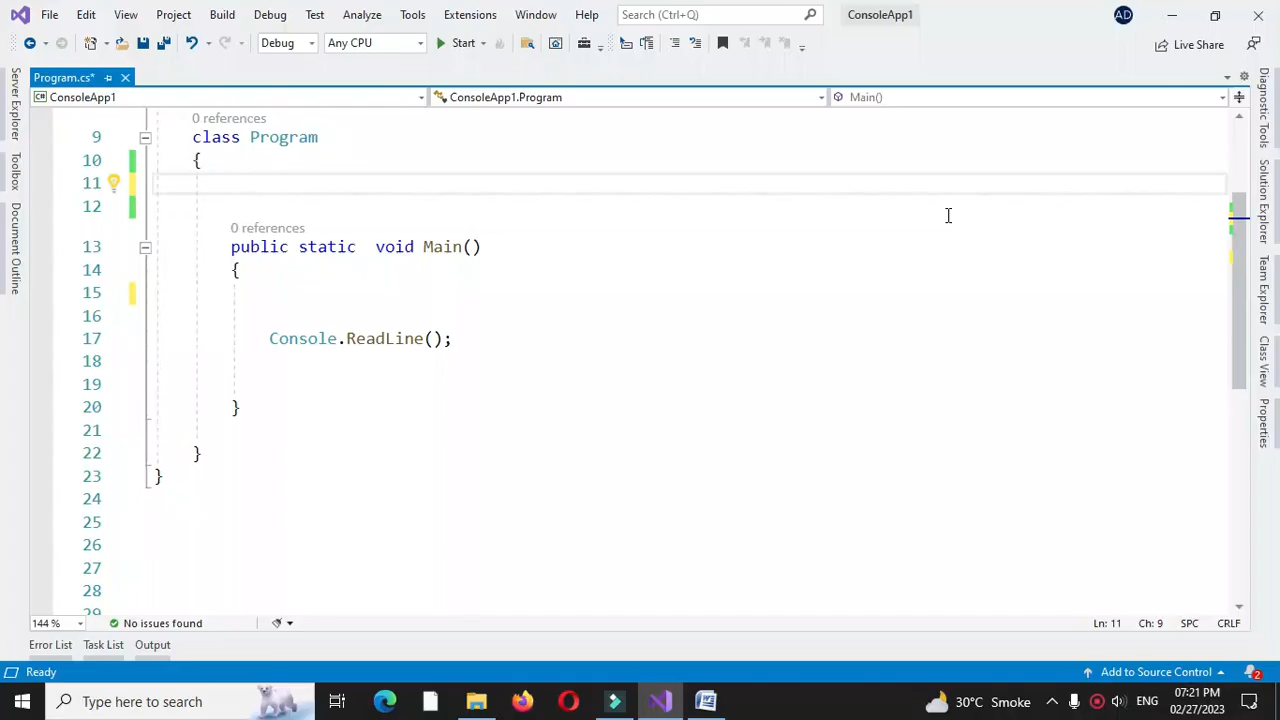 File Edit View Project Build Debug Test Analyze Tools Extensions Window Help Search (Ctrl+Q) ConsoleApp1 AD
Debug Any CPU Start Live Share
Program.cs*
ConsoleApp1 ConsoleApp1.Program Main()
0 references
9 class Program
10 {
11
12
0 references
13 public static  void Main()
14 {
15
16
17 Console.ReadLine();
18
19
20 }
21
22 }
23 }
24
25
26
27
28
29
144 % No issues found Ln: 11 Ch: 9 SPC CRLF
Error List Task List Output
Ready Add to Source Control 2
Type here to search 30°C Smoke ENG 07:21 PM 02/27/2023
Server Explorer
Toolbox
Document Outline
Diagnostic Tools
Solution Explorer
Team Explorer
Class View
Properties